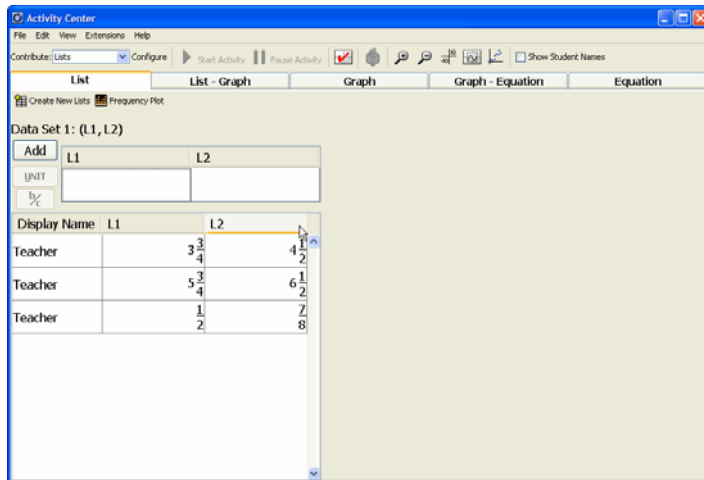 Activity Center
File Edit View Extensions Help
Contribute: Lists Configure Start Activity Pause Activity Show Student Names
List List - Graph Graph Graph - Equation Equation
Create New Lists Frequency Plot
Data Set 1: (L1, L2)
Add L1 L2
UNIT
b/c
Display Name L1 L2
Teacher 3 3/4 4 1/2
Teacher 5 3/4 6 1/2
Teacher 1/2 7/8